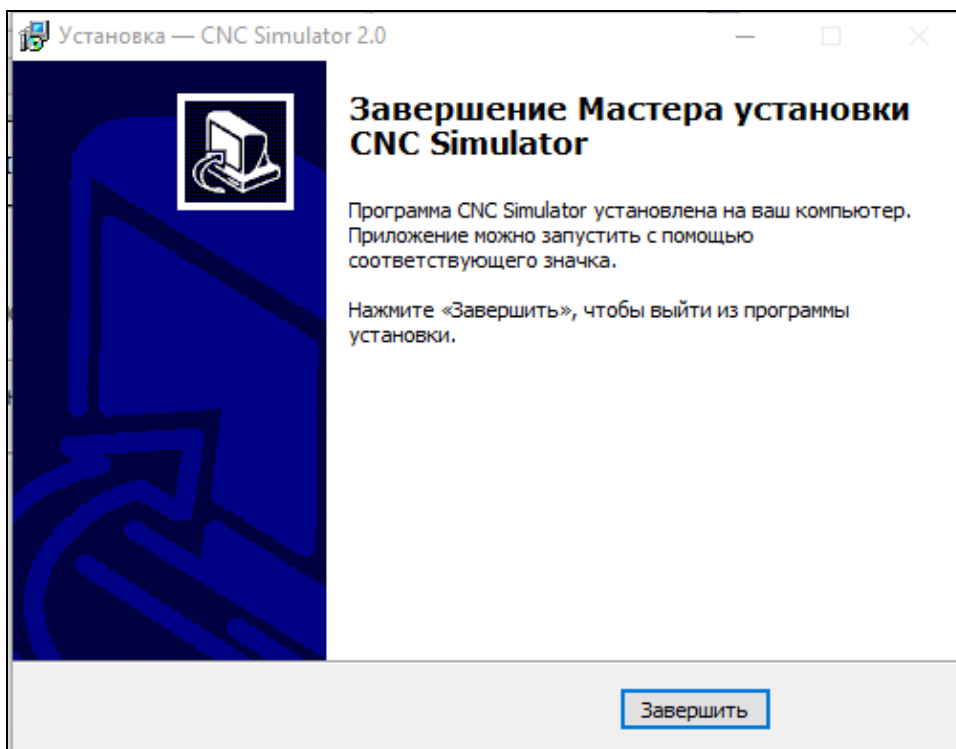 Установка — CNC Simulator 2.0
Завершение Мастера установки
CNC Simulator
Программа CNC Simulator установлена на ваш компьютер.
Приложение можно запустить с помощью
соответствующего значка.
Нажмите «Завершить», чтобы выйти из программы
установки.
Завершить